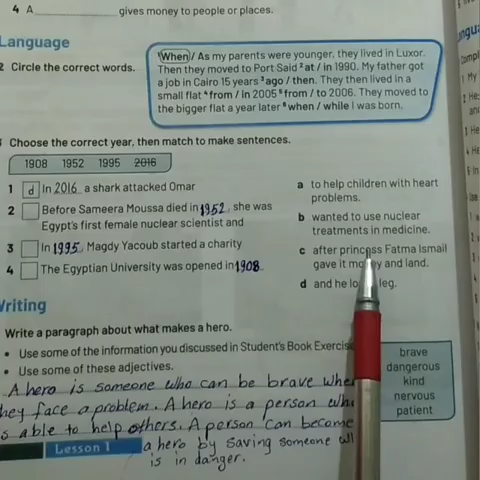 4 A gives money to people or places.
Language
2 Circle the correct words.
¹When / As my parents were younger, they lived in Luxor.
Then they moved to Port Said ²at / in 1990. My father got
a job in Cairo 15 years ³ago / then. They then lived in a
small flat ⁴from / in 2005 ⁵from / to 2006. They moved to
the bigger flat a year later ⁶when / while I was born.
Choose the correct year, then match to make sentences.
1908 1952 1995 2016
1 d In 2016 a shark attacked Omar
2 Before Sameera Moussa died in 1952, she was
Egypt's first female nuclear scientist and
3 In 1995, Magdy Yacoub started a charity
4 The Egyptian University was opened in 1908
a to help children with heart
problems.
b wanted to use nuclear
treatments in medicine.
c after princess Fatma Ismail
gave it money and land.
d and he leg.
Writing
Write a paragraph about what makes a hero.
• Use some of the information you discussed in Student's Book Exercise
• Use some of these adjectives.
brave
dangerous
kind
nervous
patient
A hero is someone who can be brave when
they face a problem. A hero is a person who
is able to help others. A person can become
a hero by saving someone
is in danger.
Lesson 1